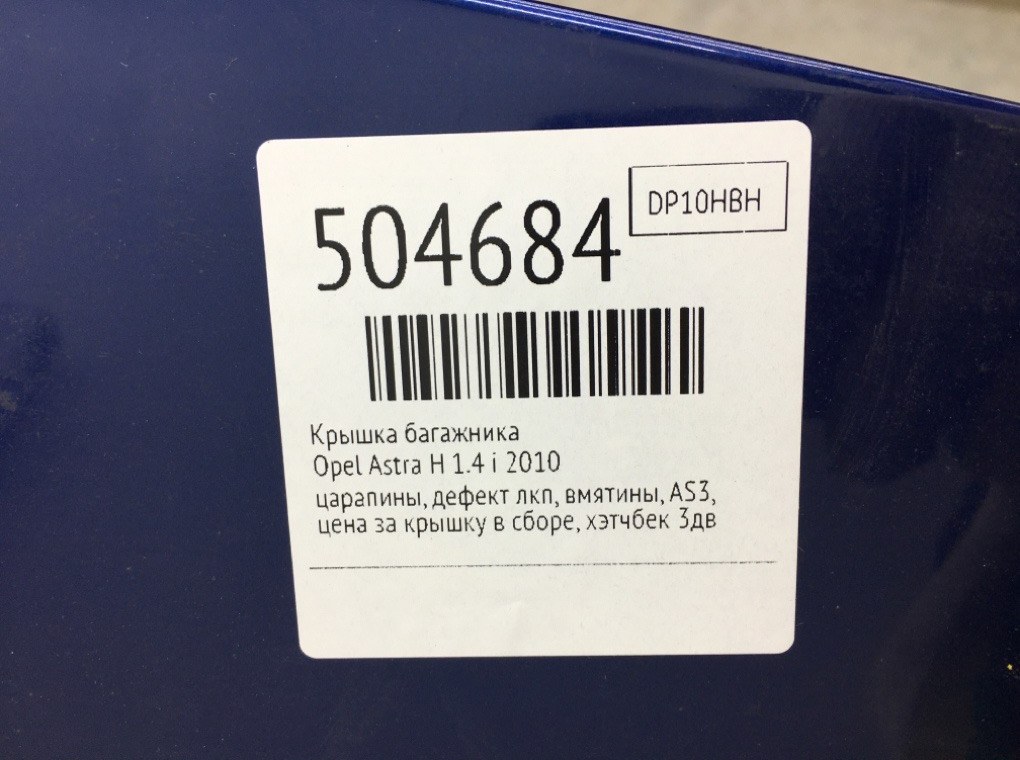 DP10HBH
504684
Крышка багажника
Opel Astra H 1.4 i 2010
царапины, дефект лкп, вмятины, AS3,
цена за крышку в сборе, хэтчбек 3дв